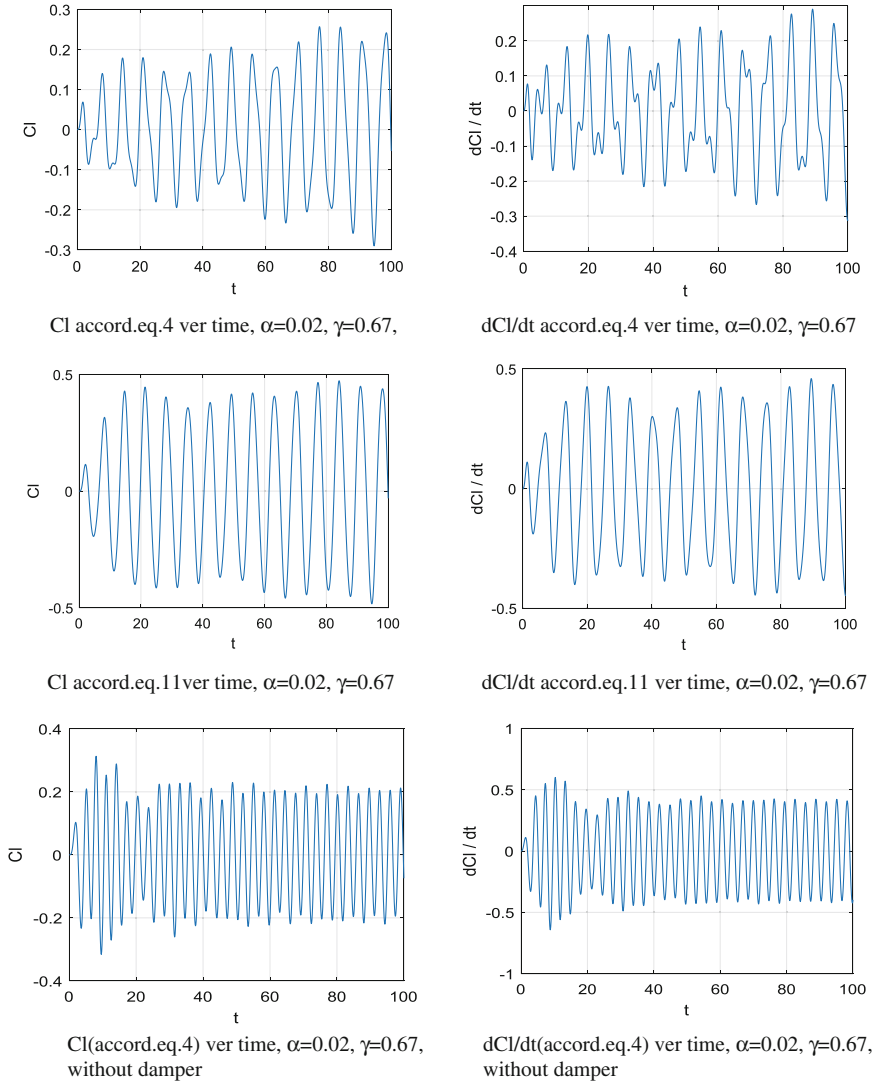 0.3
0.2
0.1
0
-0.1
-0.2
-0.3
Cl
0 20 40 60 80 100
t
Cl accord.eq.4 ver time, α=0.02, γ=0.67,
0.2
0.1
0
-0.1
-0.2
-0.3
-0.4
dCl / dt
0 20 40 60 80 100
t
dCl/dt accord.eq.4 ver time, α=0.02, γ=0.67
0.5
0
-0.5
Cl
0 20 40 60 80 100
t
Cl accord.eq.11ver time, α=0.02, γ=0.67
0.5
0
-0.5
dCl / dt
0 20 40 60 80 100
t
dCl/dt accord.eq.11 ver time, α=0.02, γ=0.67
0.4
0.2
0
-0.2
-0.4
Cl
0 20 40 60 80 100
t
Cl(accord.eq.4) ver time, α=0.02, γ=0.67,
without damper
1
0.5
0
-0.5
-1
dCl / dt
0 20 40 60 80 100
t
dCl/dt(accord.eq.4) ver time, α=0.02, γ=0.67,
without damper